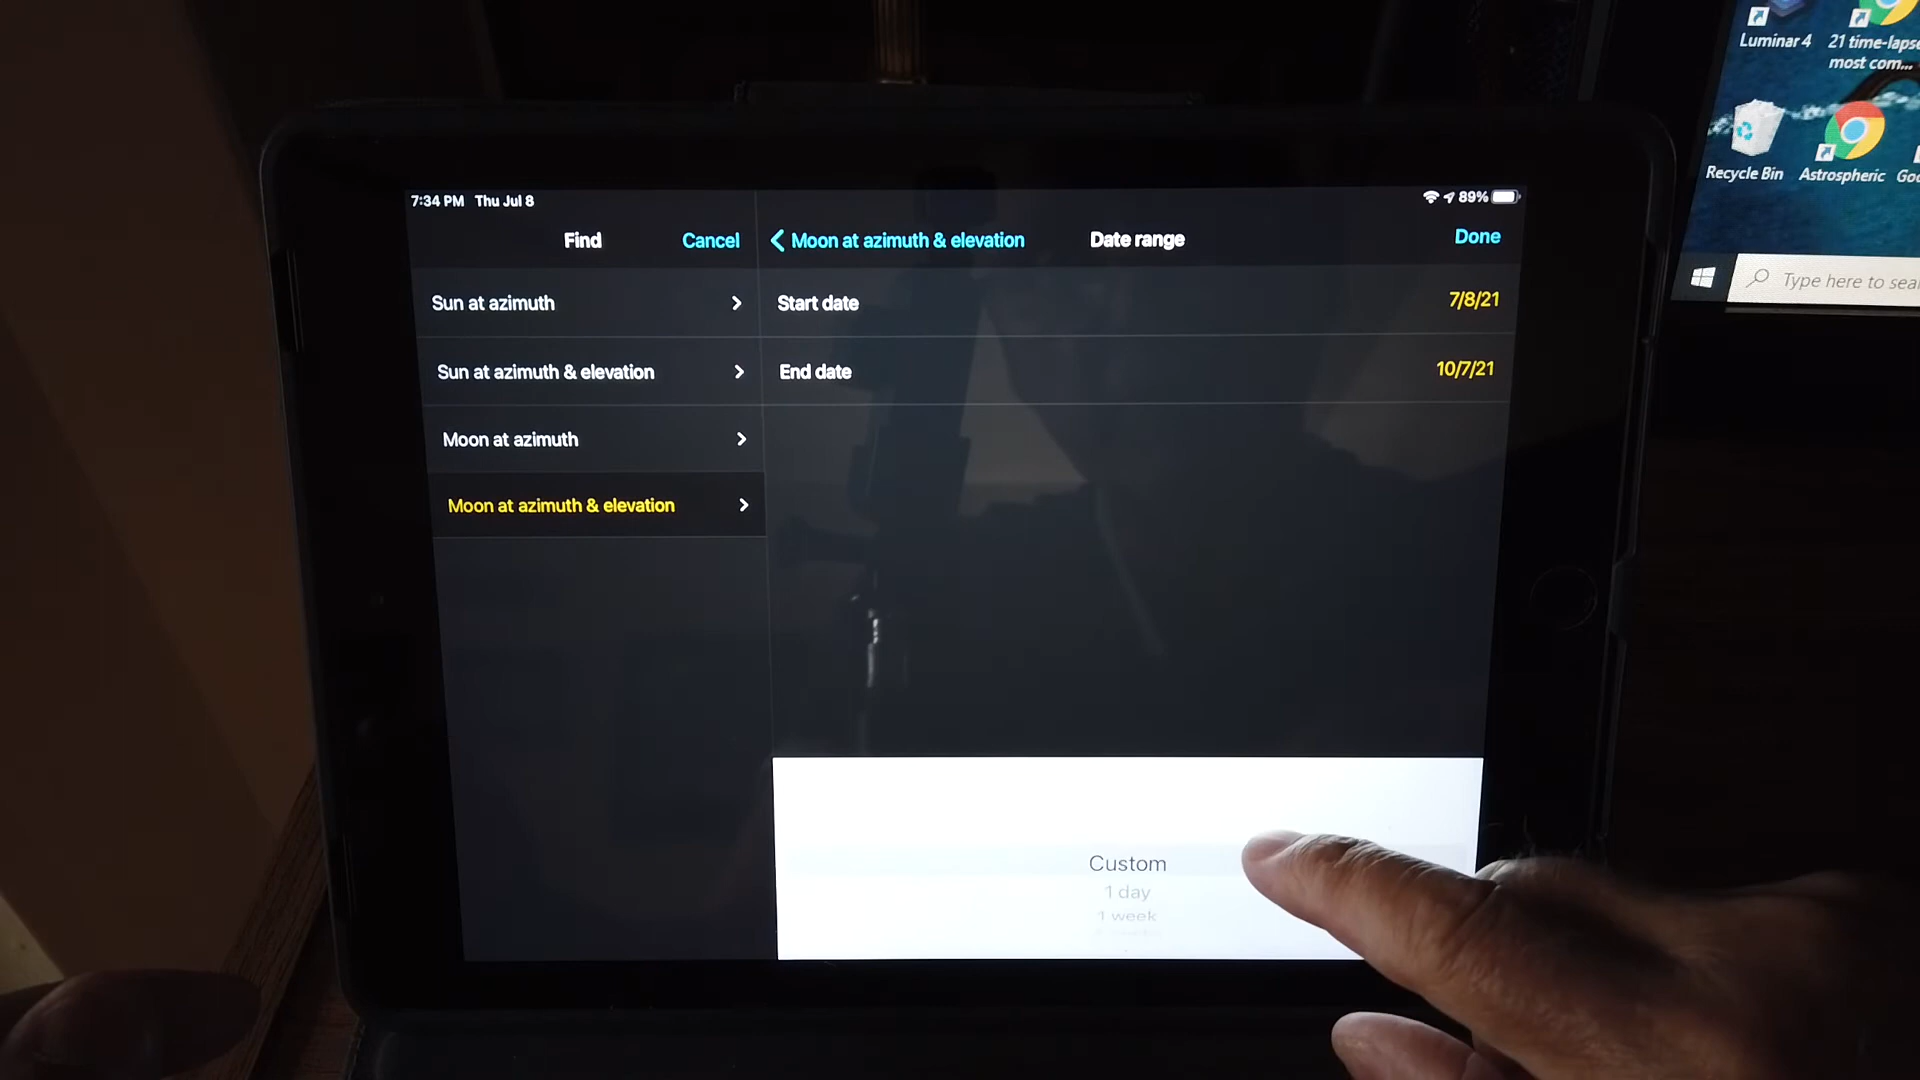 Luminar 4
21 time-lapse
most com...
Recycle Bin
Astrospheric
Goo
Type here to sear
7:34 PM Thu Jul 8
89%
Find
Cancel
Moon at azimuth & elevation
Date range
Done
Sun at azimuth
Start date
7/8/21
Sun at azimuth & elevation
End date
10/7/21
Moon at azimuth
Moon at azimuth & elevation
Custom
1 day
1 week